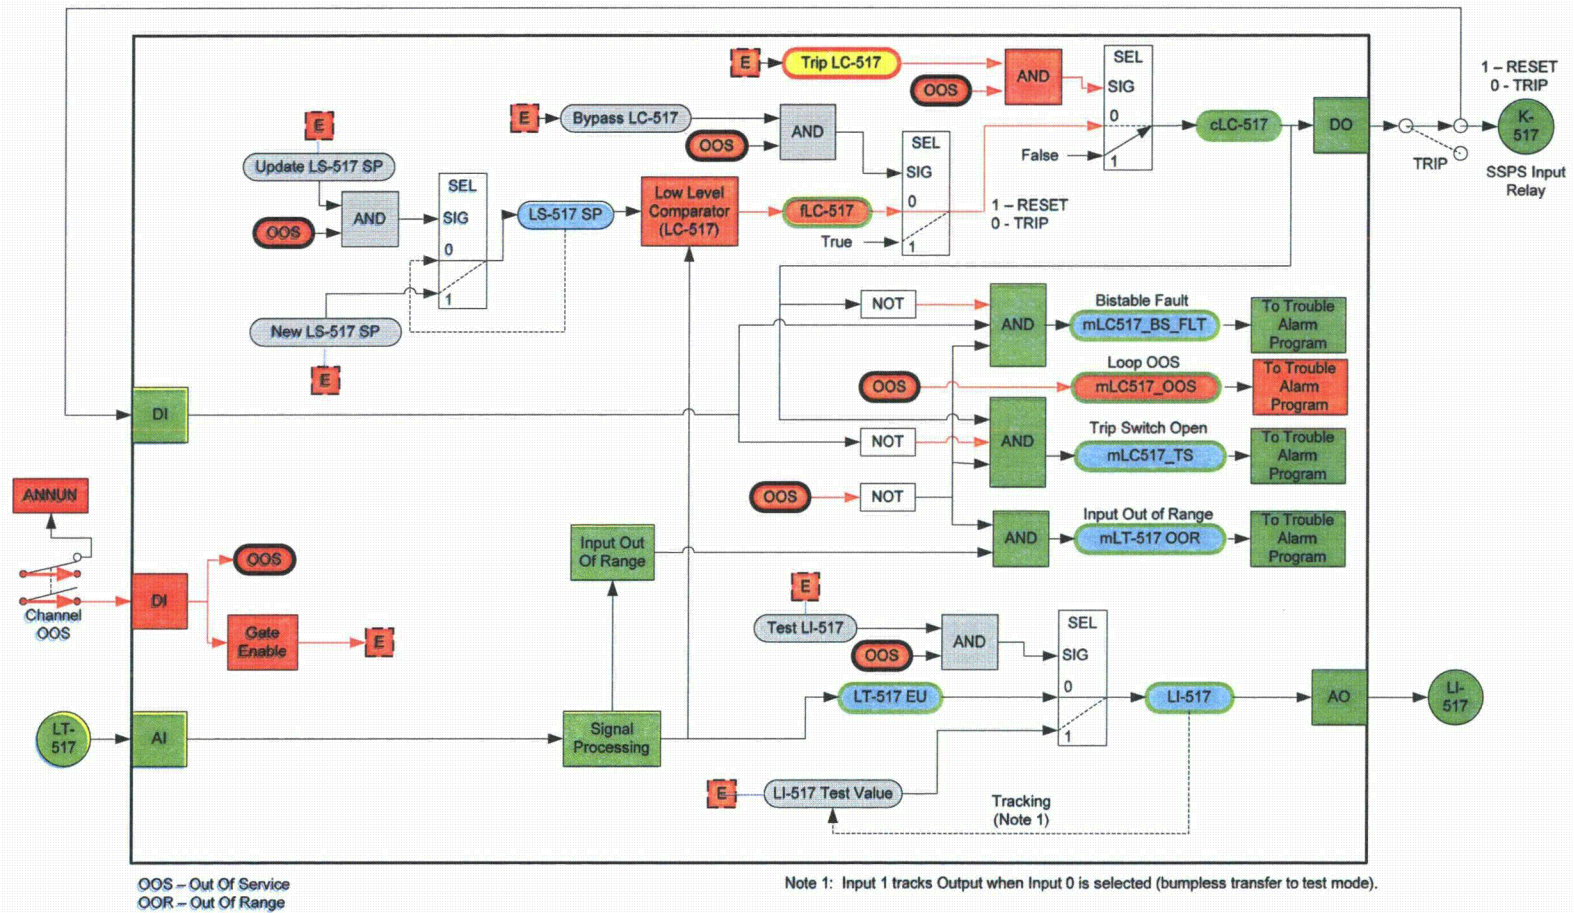 E
Trip LC-517
OOS
AND
SEL
SIG
0
1
False
cLC-517
DO
1 – RESET
0 - TRIP
K-
517
TRIP
SSPS Input
Relay
E
Bypass LC-517
OOS
AND
SEL
SIG
0
1
True
1 – RESET
0 - TRIP
E
Update LS-517 SP
OOS
AND
SEL
SIG
0
1
LS-517 SP
Low Level
Comparator
(LC-517)
fLC-517
New LS-517 SP
E
NOT
AND
Bistable Fault
mLC517_BS_FLT
To Trouble
Alarm
Program
OOS
Loop OOS
mLC517_OOS
To Trouble
Alarm
Program
DI
NOT
AND
Trip Switch Open
mLC517_TS
To Trouble
Alarm
Program
OOS
NOT
AND
Input Out of Range
mLT-517 OOR
To Trouble
Alarm
Program
ANNUN
Channel
OOS
DI
OOS
Gate
Enable
E
Input Out
Of Range
E
Test LI-517
OOS
AND
SEL
SIG
0
1
LT-
517
AI
Signal
Processing
LT-517 EU
LI-517
AO
LI-
517
E
LI-517 Test Value
Tracking
(Note 1)
OOS – Out Of Service
OOR – Out Of Range
Note 1: Input 1 tracks Output when Input 0 is selected (bumpless transfer to test mode).